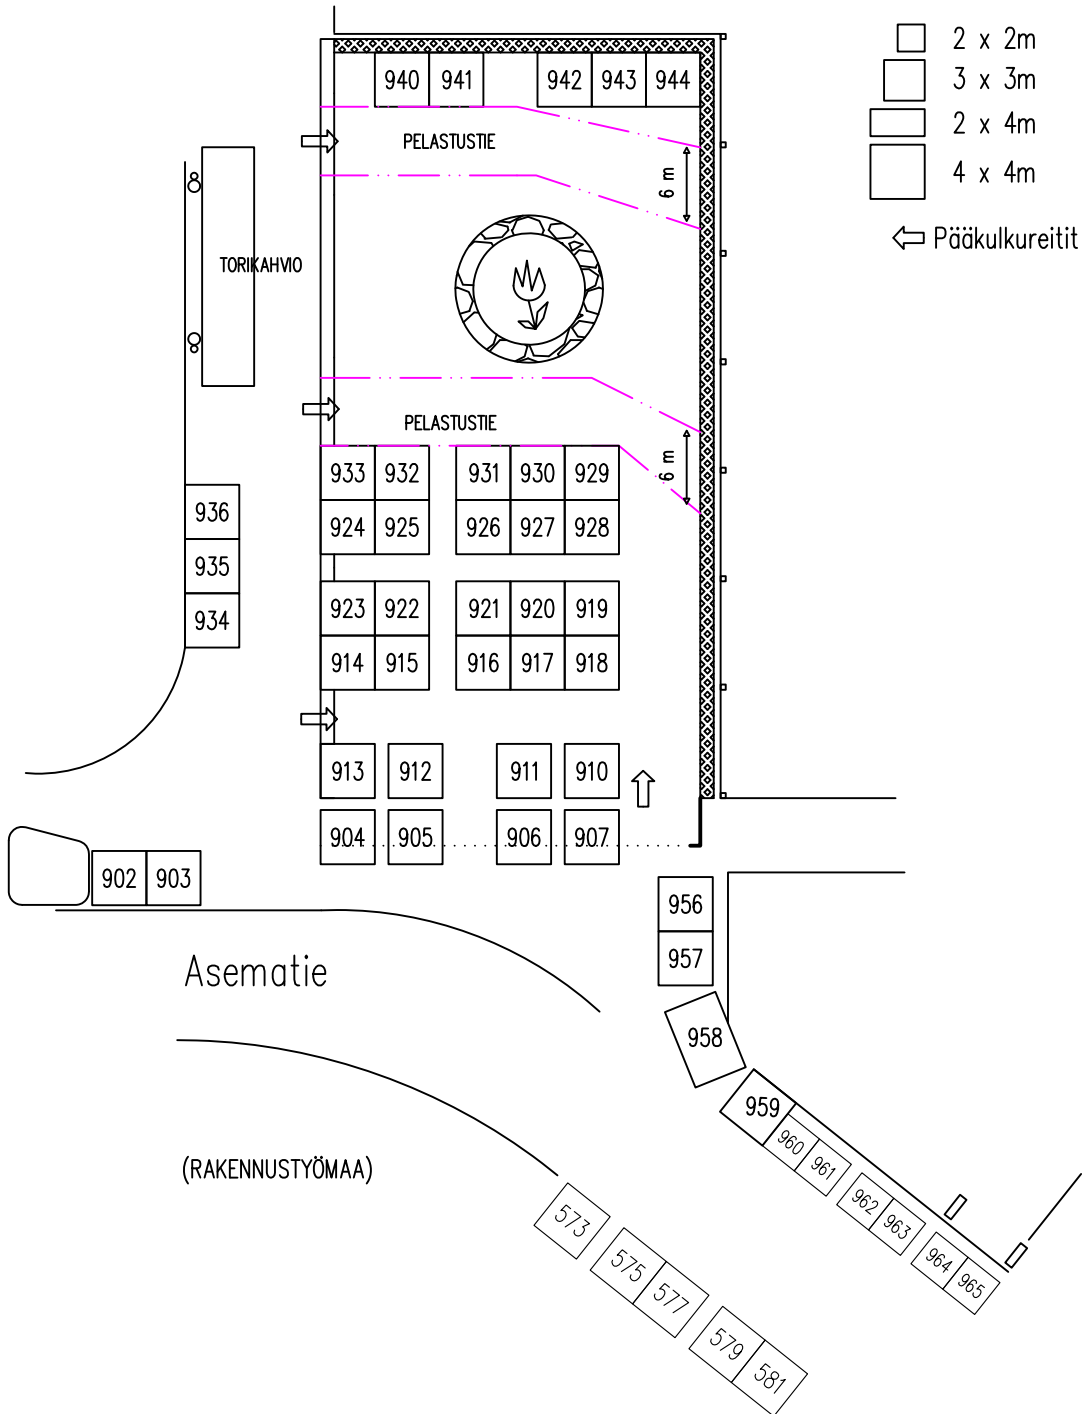 2 x 2m
3 x 3m
2 x 4m
4 x 4m
Pääkulkureitit
940 941 942 943 944
PELASTUSTIE
6 m
TORIKAHVIO
PELASTUSTIE
6 m
933 932 931 930 929
924 925 926 927 928
936
935
934
923 922 921 920 919
914 915 916 917 918
913 912 911 910
904 905 906 907
902 903
956
957
Asematie
958
959
960 961
962 963
964 965
(RAKENNUSTYÖMAA)
573
575 577
579 581